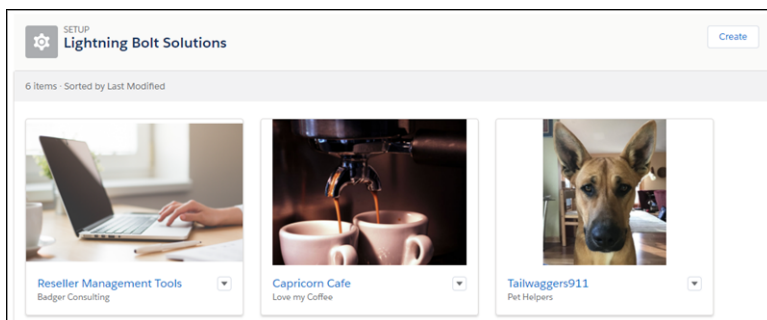 SETUP
Lightning Bolt Solutions
Create
6 items · Sorted by Last Modified
Reseller Management Tools
Badger Consulting
Capricorn Cafe
Love my Coffee
Tailwaggers911
Pet Helpers